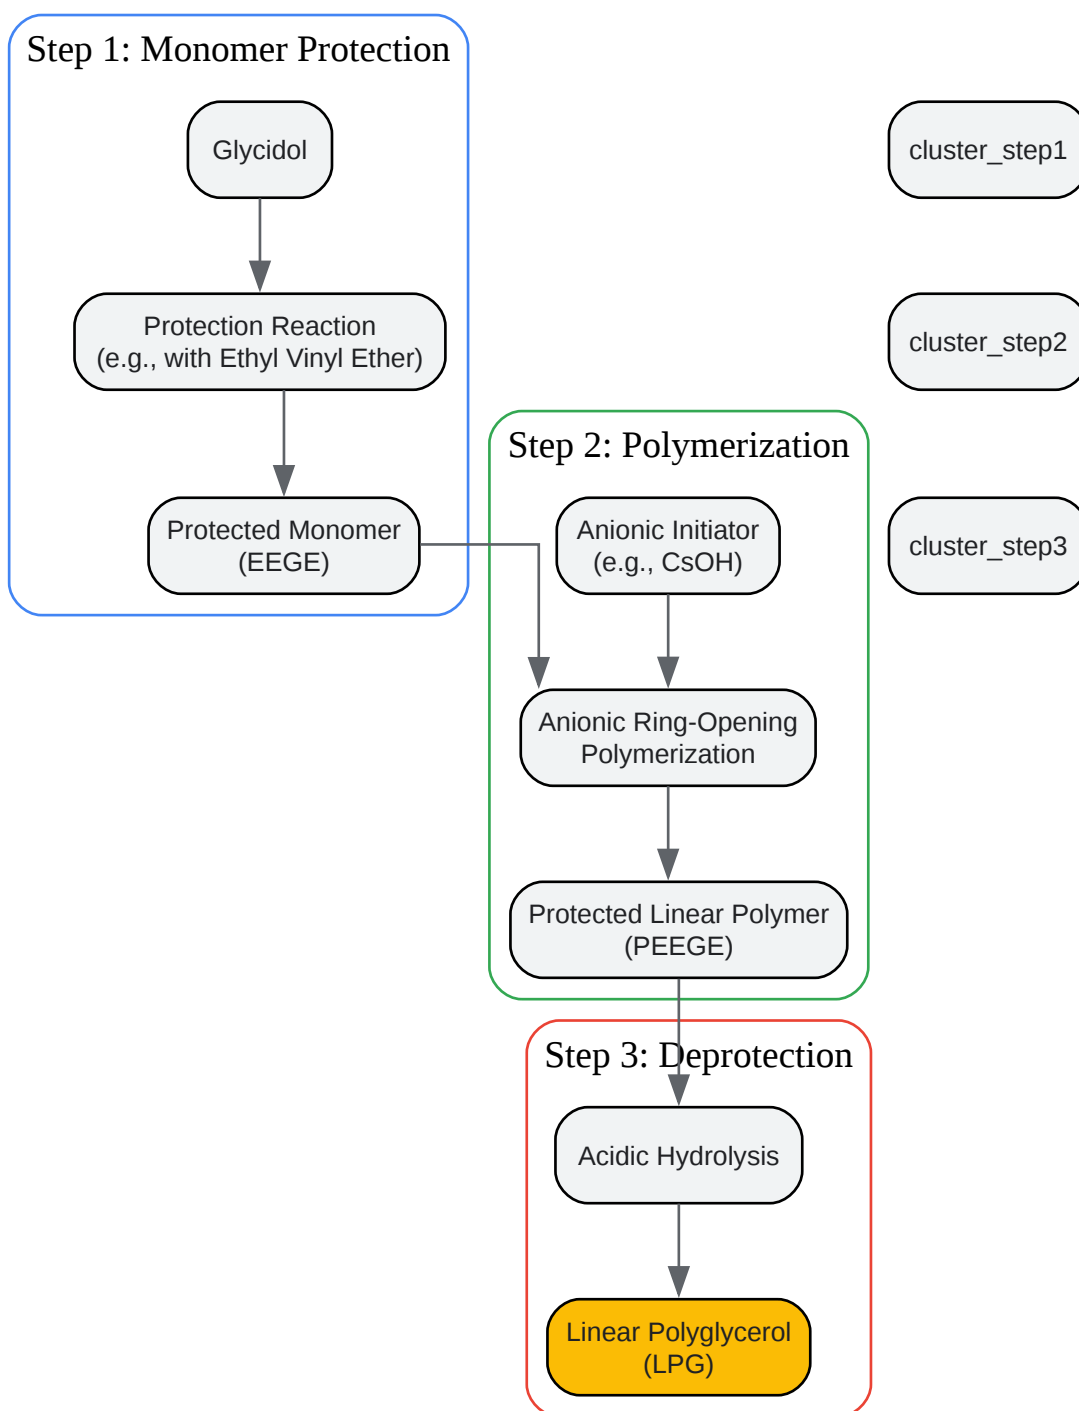 Step 1: Monomer Protection
Glycidol
Protection Reaction
(e.g., with Ethyl Vinyl Ether)
Protected Monomer
(EEGE)
Step 2: Polymerization
Anionic Initiator
(e.g., CsOH)
Anionic Ring-Opening
Polymerization
Protected Linear Polymer
(PEEGE)
Step 3: Deprotection
Acidic Hydrolysis
Linear Polyglycerol
(LPG)
cluster_step1
cluster_step2
cluster_step3